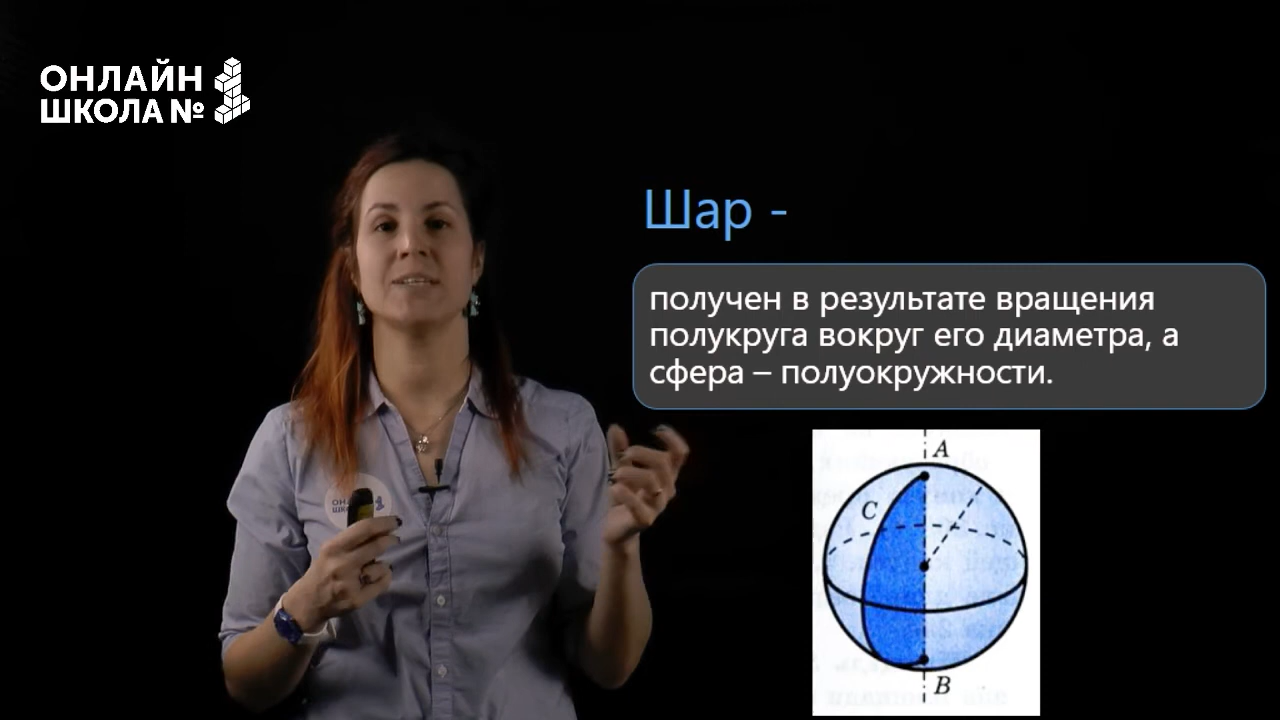 ОНЛАЙН
ШКОЛА №
Шар -
получен в результате вращения
полукруга вокруг его диаметра, а
сфера – полуокружности.
A
C
B